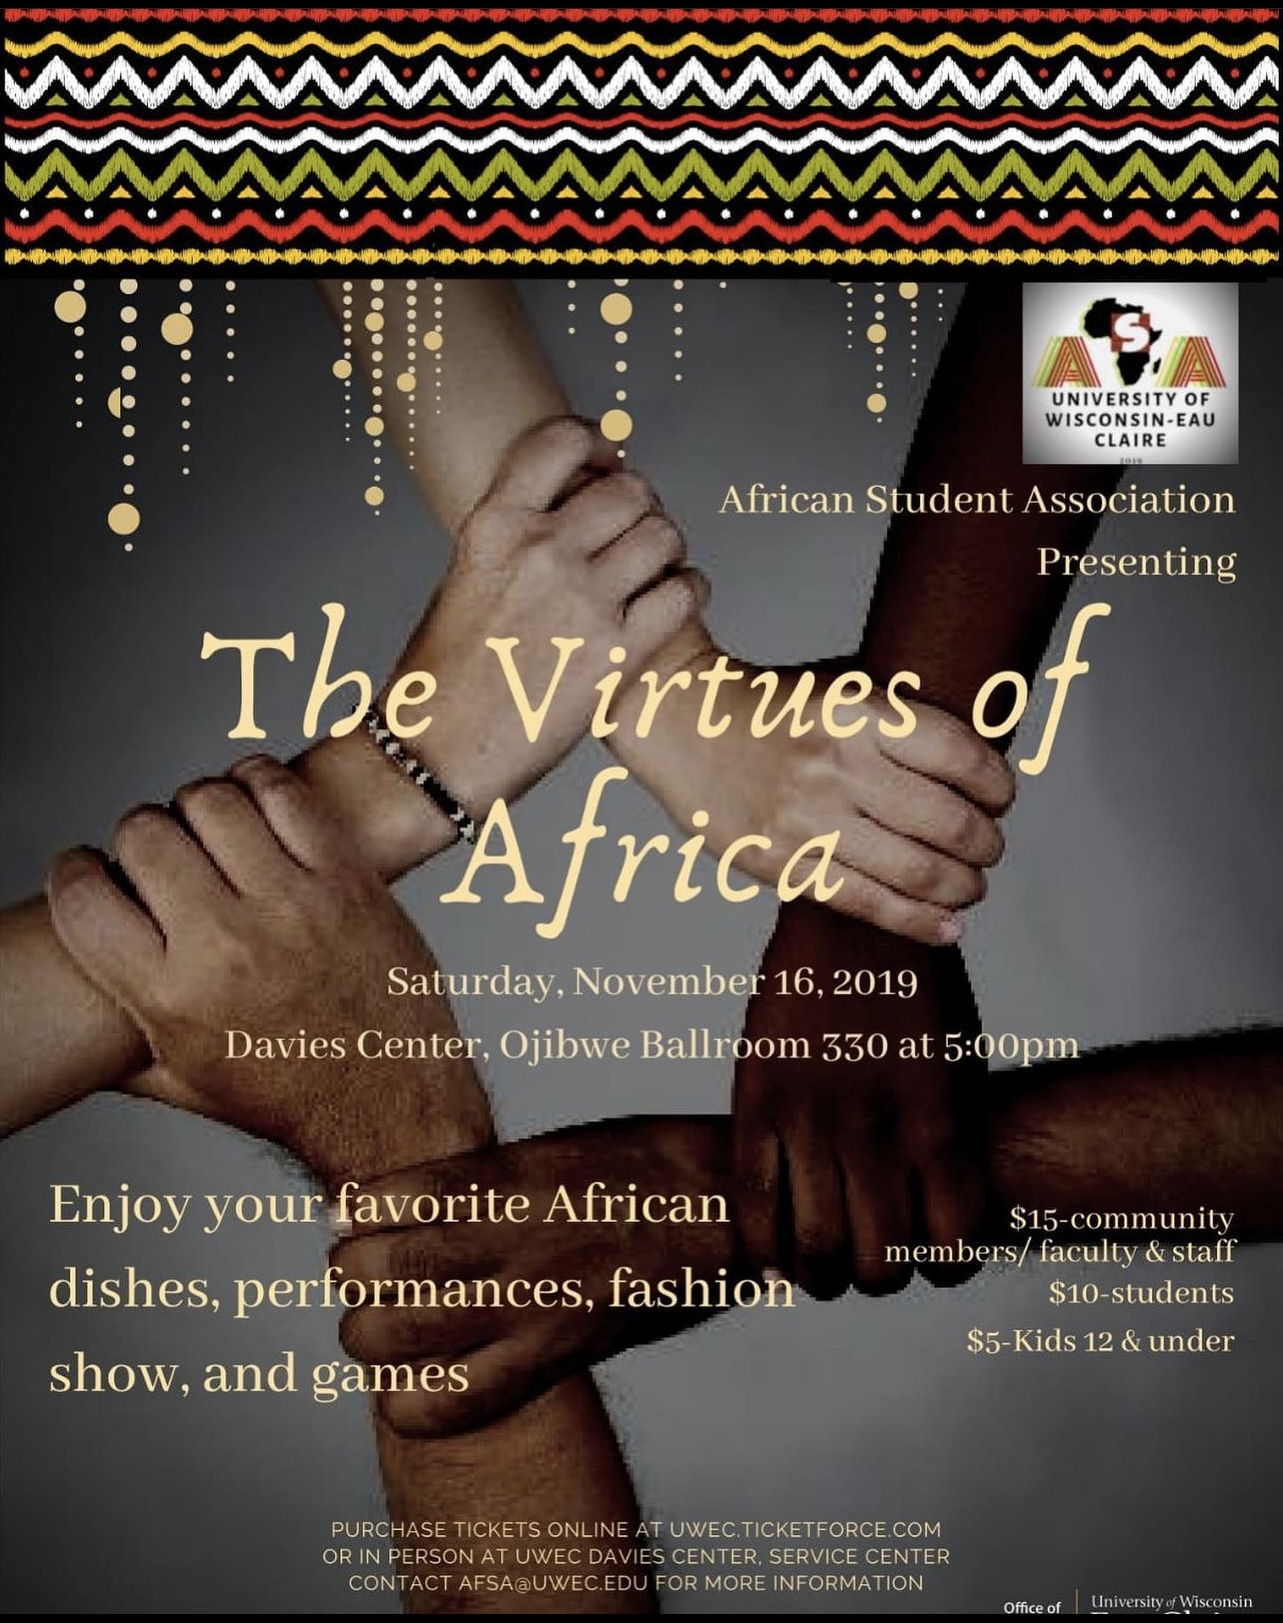 ASA
UNIVERSITY OF
WISCONSIN-EAU
CLAIRE
2019
African Student Association
Presenting
The Virtues of
Africa
Saturday, November 16, 2019
Davies Center, Ojibwe Ballroom 330 at 5:00pm
Enjoy your favorite African
dishes, performances, fashion
show, and games
$15-community
members/ faculty & staff
$10-students
$5-Kids 12 & under
PURCHASE TICKETS ONLINE AT UWEC.TICKETFORCE.COM
OR IN PERSON AT UWEC DAVIES CENTER, SERVICE CENTER
CONTACT AFSA@UWEC.EDU FOR MORE INFORMATION
Office of
University of Wisconsin